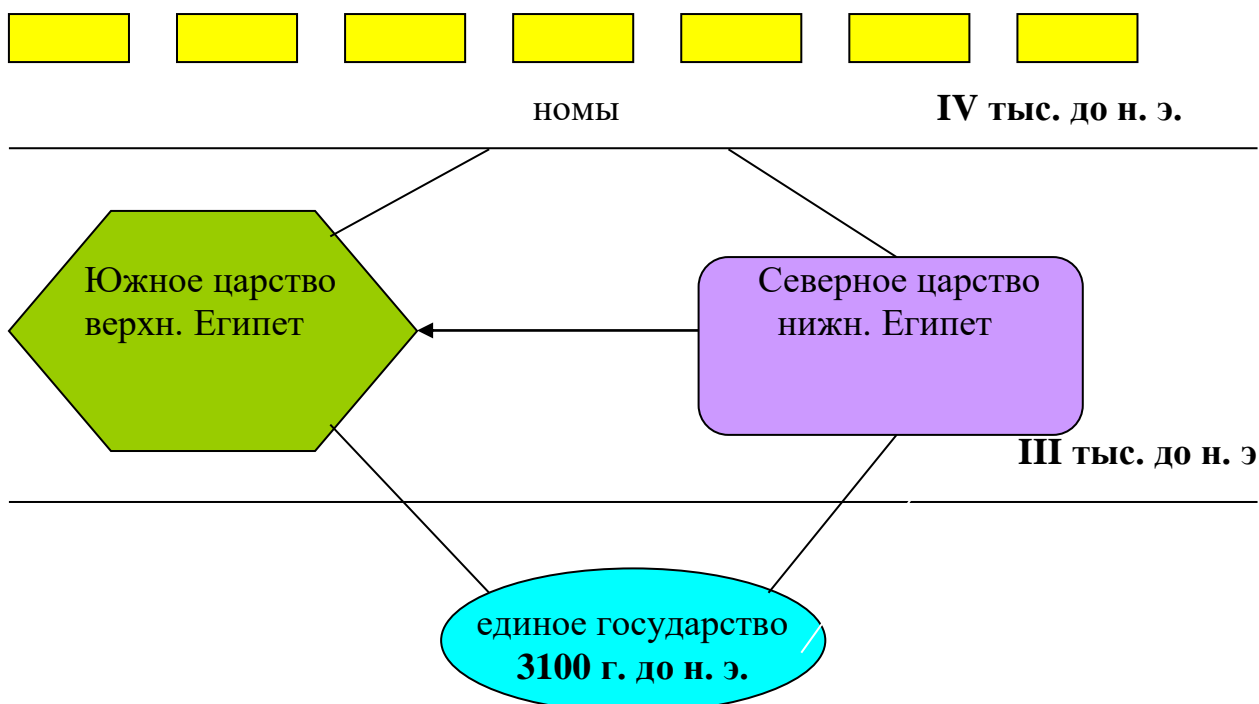 номы
IV тыс. до н. э.
Южное царство
верхн. Египет
Северное царство
нижн. Египет
III тыс. до н. э
единое государство
3100 г. до н. э.